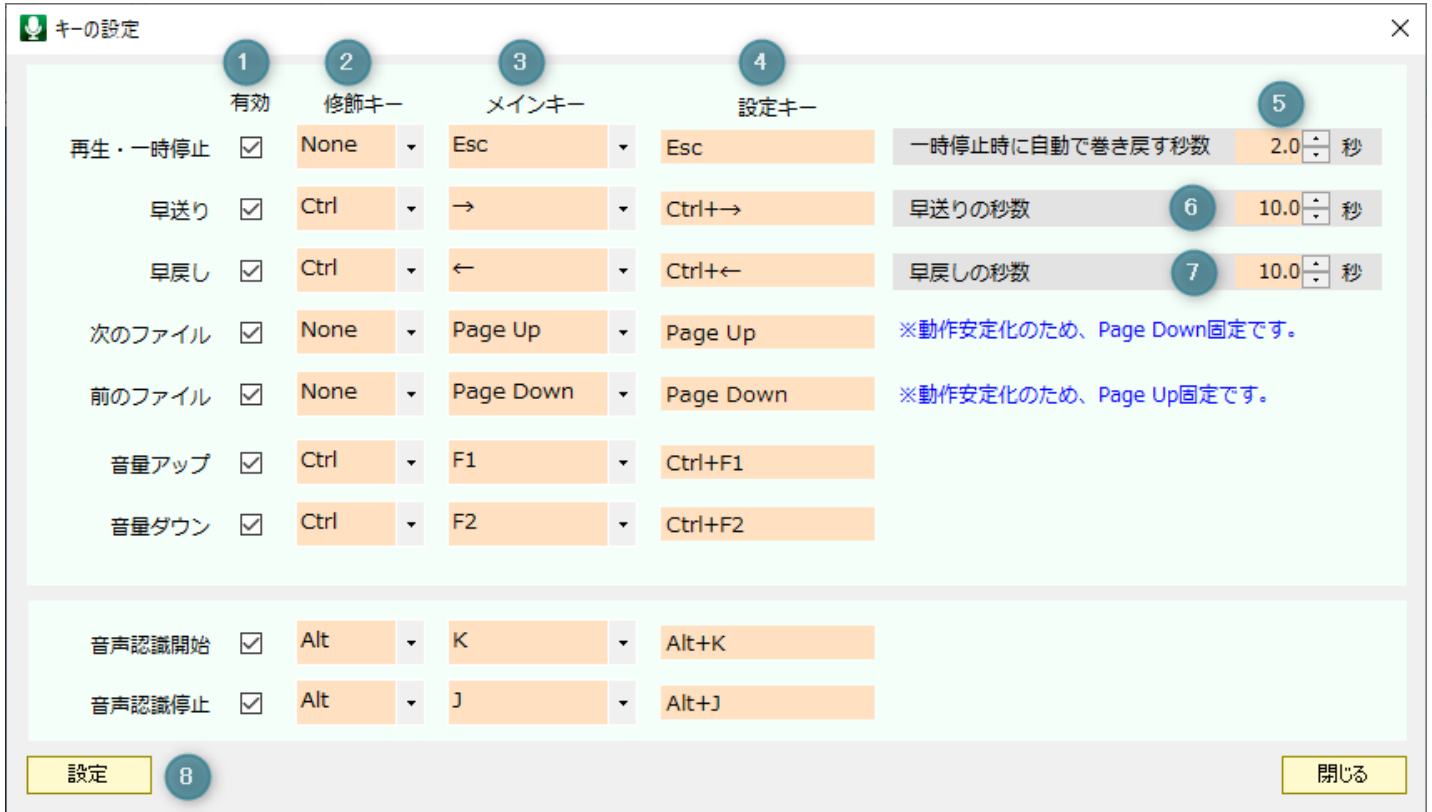 キーの設定
1 2 3 4
有効 修飾キー メインキー 設定キー 5
再生・一時停止 None Esc Esc 一時停止時に自動で巻き戻す秒数 2.0 秒
早送り Ctrl → Ctrl+→ 早送りの秒数 6 10.0 秒
早戻し Ctrl ← Ctrl+← 早戻しの秒数 7 10.0 秒
次のファイル None Page Up Page Up ※動作安定化のため、Page Down固定です。
前のファイル None Page Down Page Down ※動作安定化のため、Page Up固定です。
音量アップ Ctrl F1 Ctrl+F1
音量ダウン Ctrl F2 Ctrl+F2
音声認識開始 Alt K Alt+K
音声認識停止 Alt J Alt+J
設定 8 閉じる